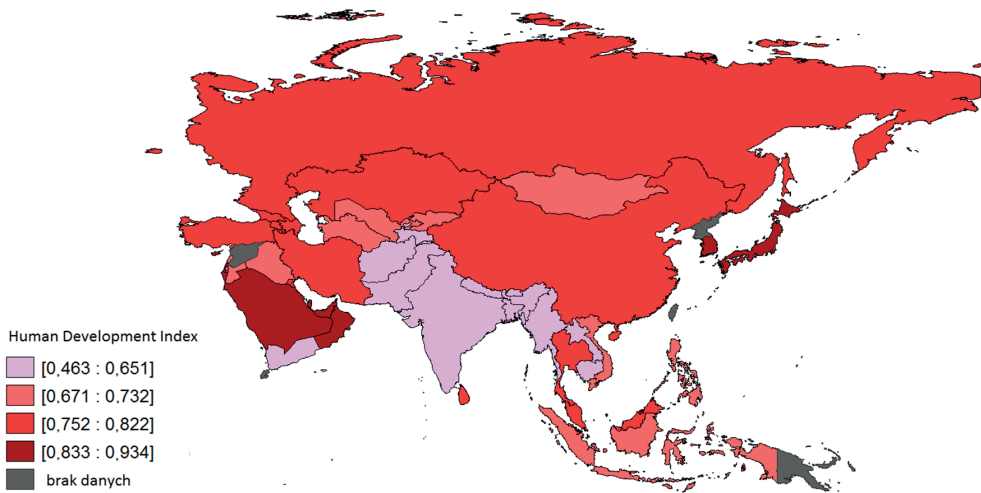 Human Development Index
[0,463 : 0,651]
[0,671 : 0,732]
[0,752 : 0,822]
[0,833 : 0,934]
brak danych